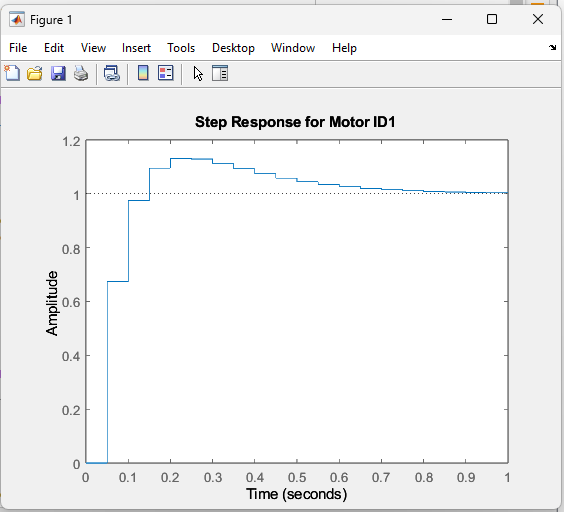 Figure 1
File Edit View Insert Tools Desktop Window Help
Step Response for Motor ID1
1.2
1
0.8
0.6
0.4
0.2
0
Amplitude
0 0.1 0.2 0.3 0.4 0.5 0.6 0.7 0.8 0.9 1
Time (seconds)